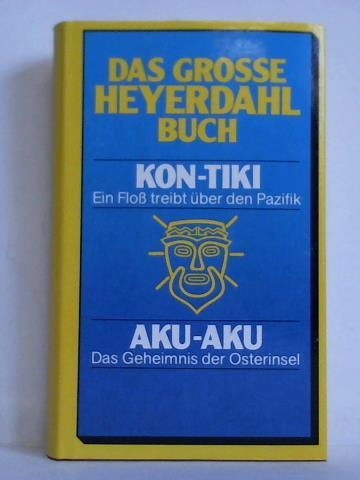 DAS GROSSE
HEYERDAHL
BUCH
KON-TIKI
Ein Floß treibt über den Pazifik
AKU-AKU
Das Geheimnis der Osterinsel